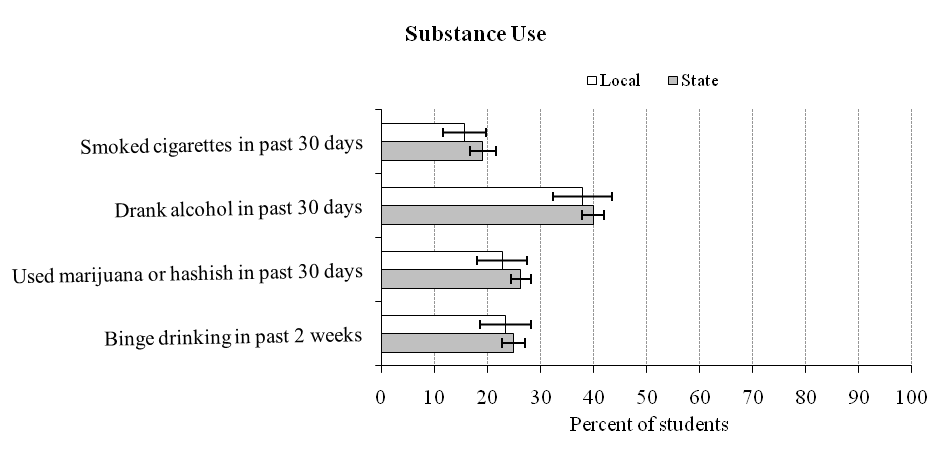 Substance Use
Local State
Smoked cigarettes in past 30 days
Drank alcohol in past 30 days
Used marijuana or hashish in past 30 days
Binge drinking in past 2 weeks
0 10 20 30 40 50 60 70 80 90 100
Percent of students